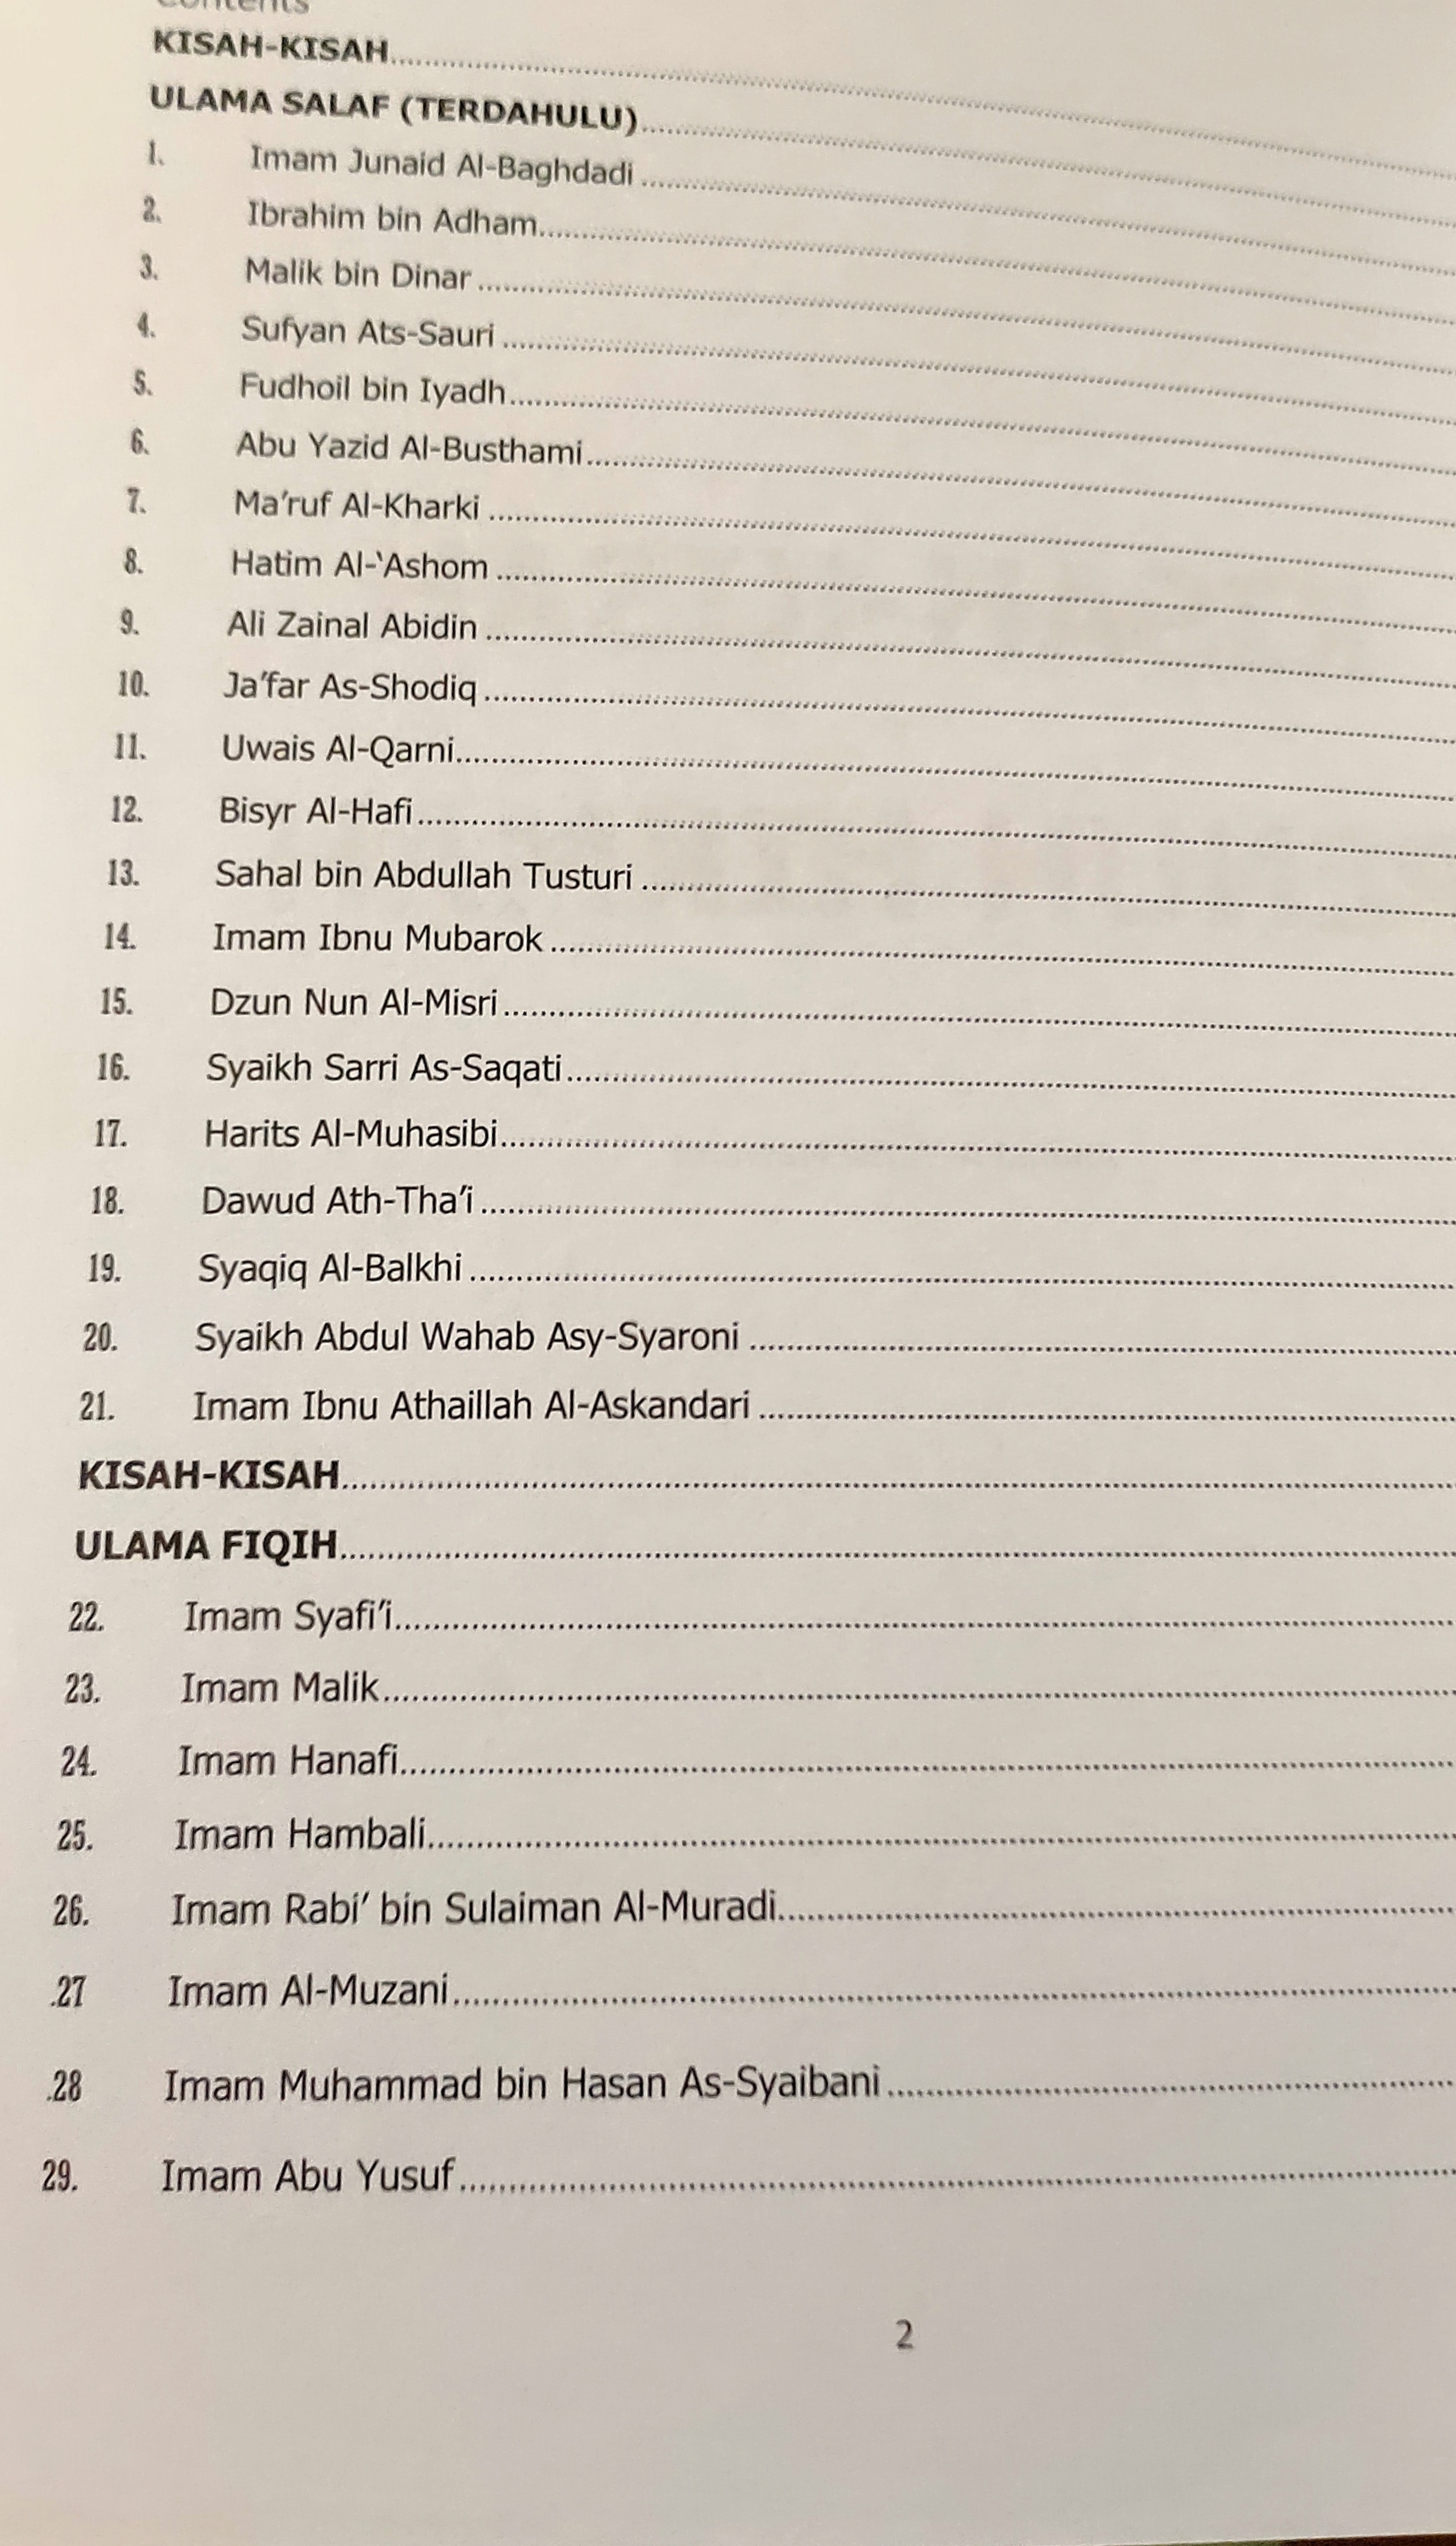 Contents
KISAH-KISAH
ULAMA SALAF (TERDAHULU)
1. Imam Junaid Al-Baghdadi
2. Ibrahim bin Adham
3. Malik bin Dinar
4. Sufyan Ats-Sauri
5. Fudhoil bin Iyadh
6. Abu Yazid Al-Busthami
7. Ma’ruf Al-Kharki
8. Hatim Al-‘Ashom
9. Ali Zainal Abidin
10. Ja’far As-Shodiq
11. Uwais Al-Qarni
12. Bisyr Al-Hafi
13. Sahal bin Abdullah Tusturi
14. Imam Ibnu Mubarok
15. Dzun Nun Al-Misri
16. Syaikh Sarri As-Saqati
17. Harits Al-Muhasibi
18. Dawud Ath-Tha’i
19. Syaqiq Al-Balkhi
20. Syaikh Abdul Wahab Asy-Syaroni
21. Imam Ibnu Athaillah Al-Askandari
KISAH-KISAH
ULAMA FIQIH
22. Imam Syafi’i
23. Imam Malik
24. Imam Hanafi
25. Imam Hambali
26. Imam Rabi’ bin Sulaiman Al-Muradi
.27 Imam Al-Muzani
.28 Imam Muhammad bin Hasan As-Syaibani
29. Imam Abu Yusuf
2